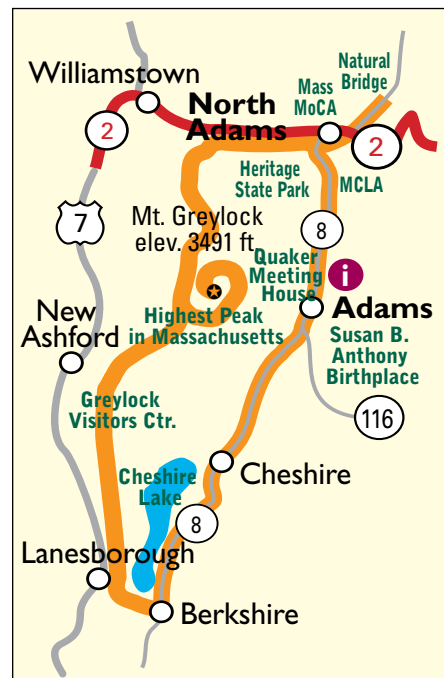 Natural
Bridge
Williamstown
Mass
MoCA
North
Adams
2
2
Heritage
State Park
MCLA
7
Mt. Greylock
elev. 3491 ft.
8
Quaker
Meeting
House
i
Highest Peak
in Massachusetts
Adams
New
Ashford
Susan B.
Anthony
Birthplace
Greylock
Visitors Ctr.
116
Cheshire
Cheshire
Lake
8
Lanesborough
Berkshire